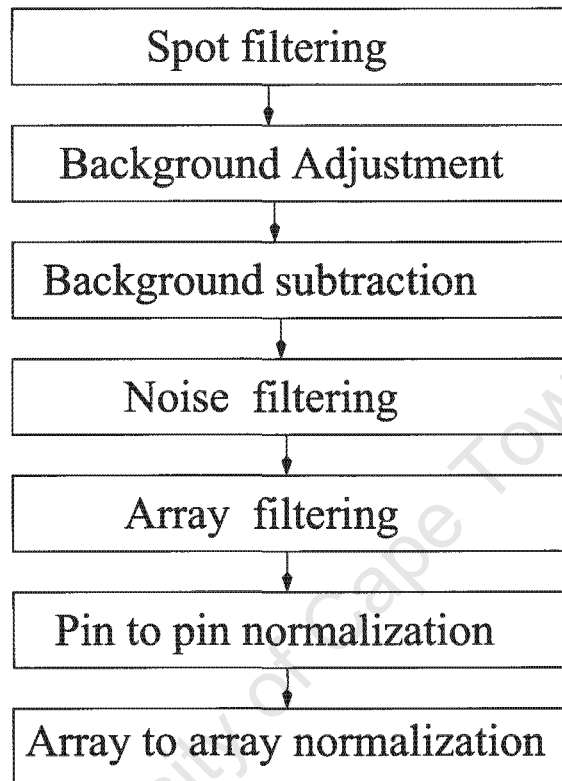 Spot filtering
Background Adjustment
Background subtraction
Noise filtering
Array filtering
Pin to pin normalization
Array to array normalization